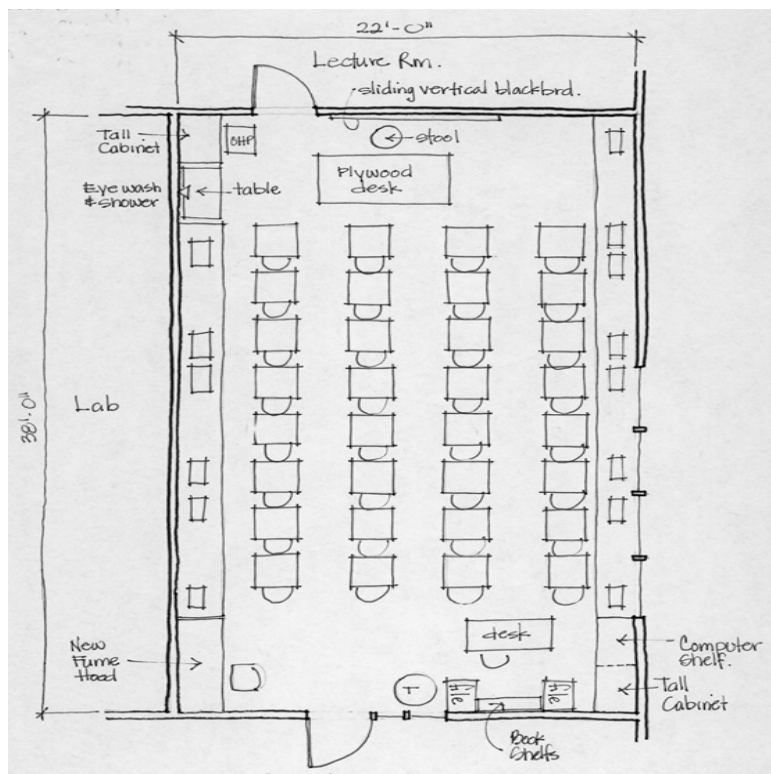 22'-0"
Lecture Rm.
sliding vertical blackbrd.
Tall
Cabinet
OHP
stool
Plywood
desk
Eye wash
& shower
table
Lab
38'-0"
New
Fume
Hood
desk
Computer
Shelf.
T
File
File
Tall
Cabinet
Book
Shelfs